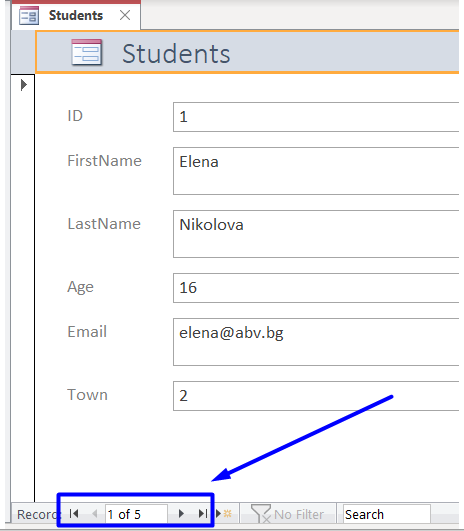 Students
Students
ID 1
FirstName Elena
LastName Nikolova
Age 16
Email elena@abv.bg
Town 2
Record: 1 of 5 No Filter Search